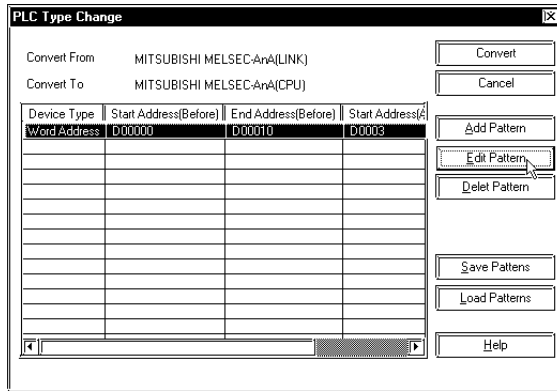 PLC Type Change
Convert From MITSUBISHI MELSEC-AnA(LINK)
Convert To MITSUBISHI MELSEC-AnA(CPU)
Device Type Start Address(Before) End Address(Before) Start Address(A
Word Address D00000 D00010 D0003
Convert
Cancel
Add Pattern
Edit Pattern
Delet Pattern
Save Pattens
Load Patterns
Help